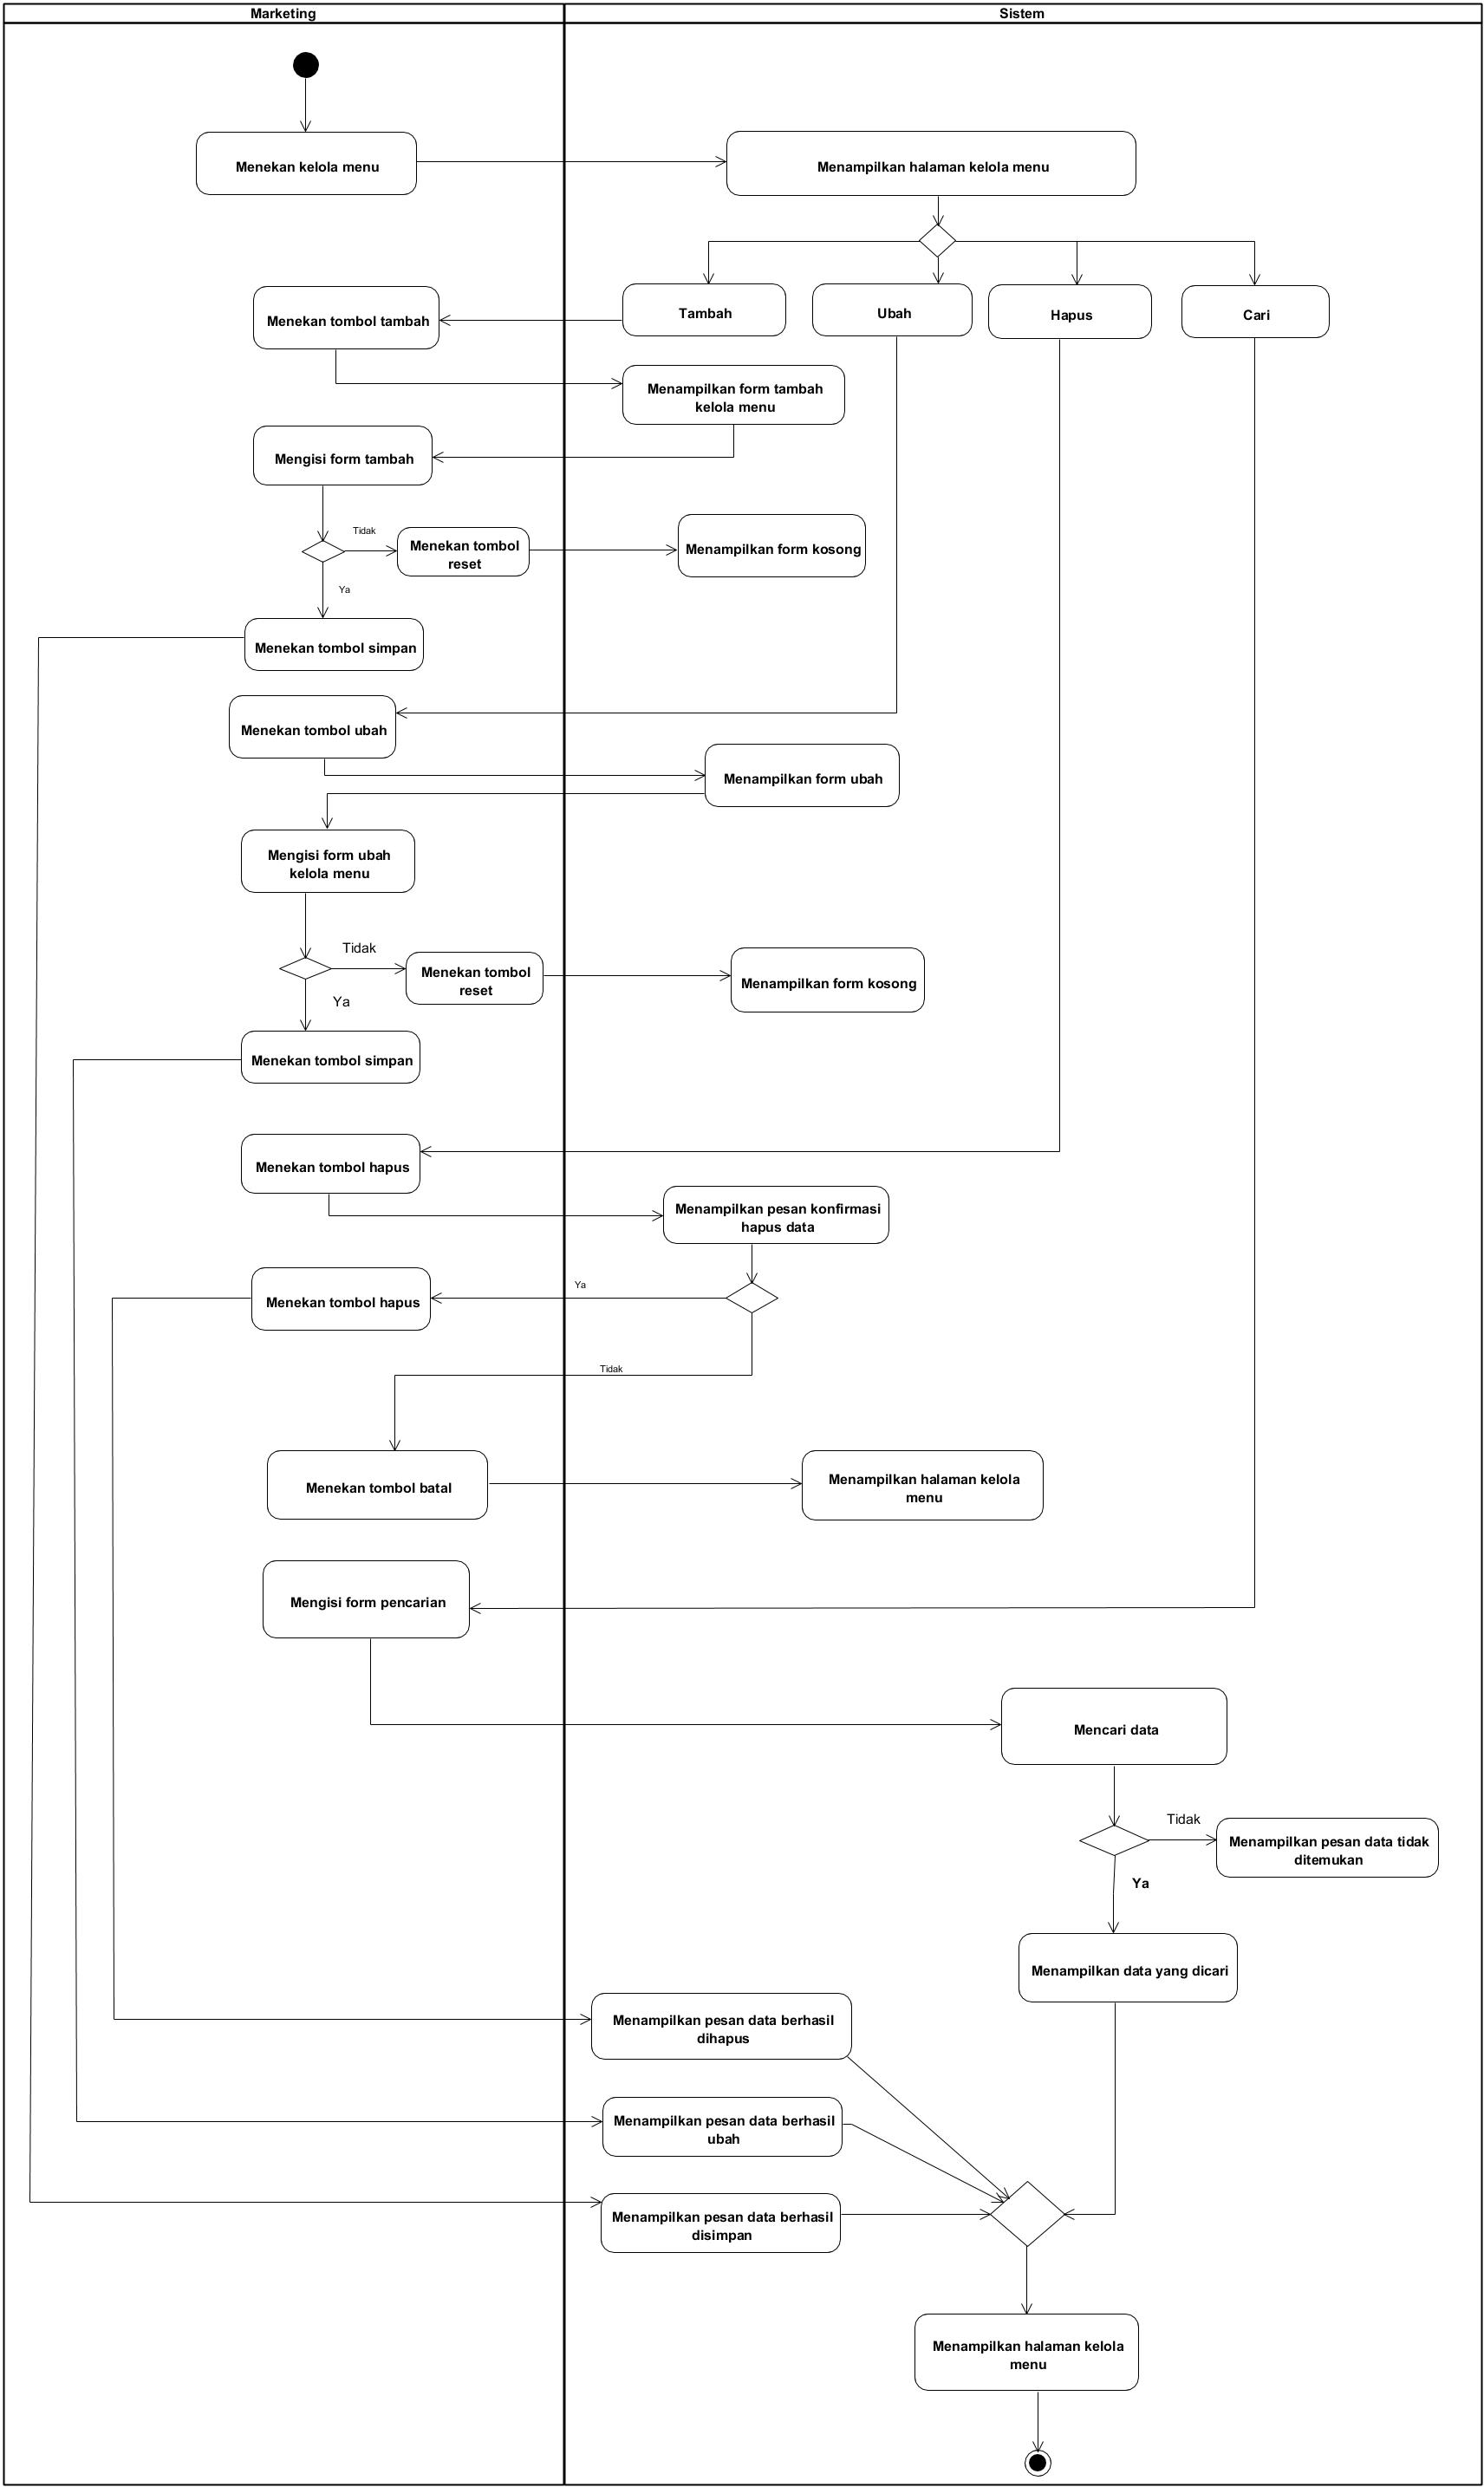 Marketing
Sistem
Menekan kelola menu
Menampilkan halaman kelola menu
Tambah
Ubah
Hapus
Cari
Menekan tombol tambah
Menampilkan form tambah
kelola menu
Mengisi form tambah
Tidak
Menekan tombol
reset
Menampilkan form kosong
Ya
Menekan tombol simpan
Menekan tombol ubah
Menampilkan form ubah
Mengisi form ubah
kelola menu
Tidak
Menekan tombol
reset
Menampilkan form kosong
Ya
Menekan tombol simpan
Menekan tombol hapus
Menampilkan pesan konfirmasi
hapus data
Ya
Menekan tombol hapus
Tidak
Menekan tombol batal
Menampilkan halaman kelola
menu
Mengisi form pencarian
Mencari data
Tidak
Menampilkan pesan data tidak
ditemukan
Ya
Menampilkan data yang dicari
Menampilkan pesan data berhasil
dihapus
Menampilkan pesan data berhasil
ubah
Menampilkan pesan data berhasil
disimpan
Menampilkan halaman kelola
menu